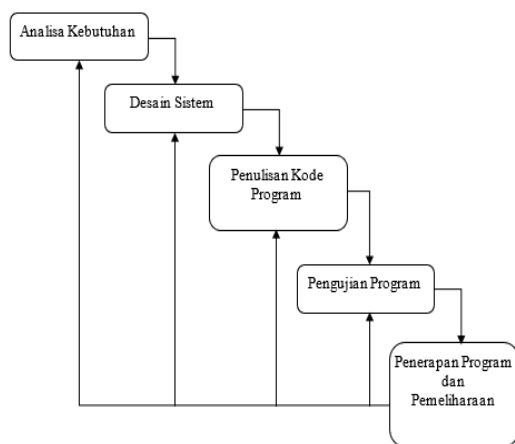 Analisa Kebutuhan
Desain Sistem
Penulisan Kode
Program
Pengujian Program
Penerapan Program
dan
Pemeliharaan